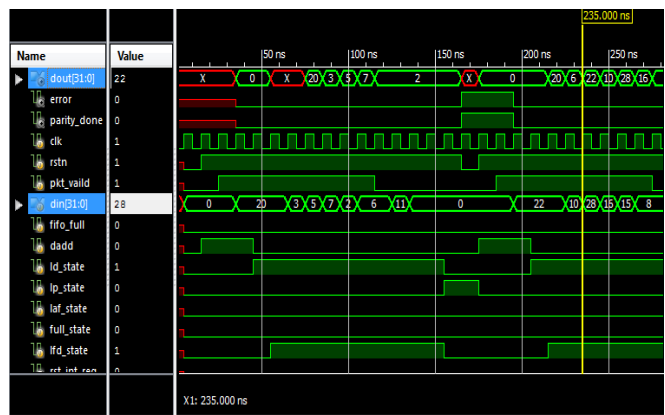 235.000 ns
Name Value
50 ns 100 ns 150 ns 200 ns 250 ns
dout[31:0] 22 X 0 X 20 3 5 7 2 X 0 20 6 22 10 28 16
error 0
parity_done 0
clk 1
rstn 1
pkt_vaild 1
din[31:0] 28 0 20 3 5 7 2 6 11 0 22 10 28 15 15 8
fifo_full 0
dadd 0
ld_state 1
lp_state 0
laf_state 0
full_state 0
lfd_state 1
rst_int_reg 0
X1: 235.000 ns